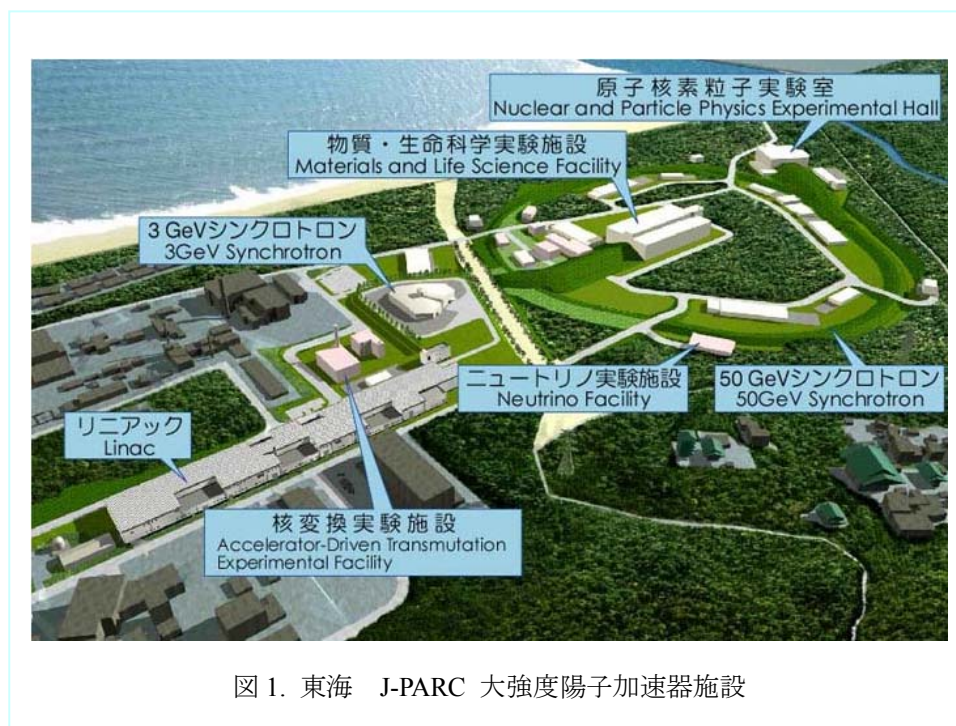 原子核素粒子実験室
Nuclear and Particle Physics Experimental Hall
物質・生命科学実験施設
Materials and Life Science Facility
3 GeVシンクロトロン
3GeV Synchrotron
ニュートリノ実験施設
Neutrino Facility
50 GeVシンクロトロン
50GeV Synchrotron
リニアック
Linac
核変換実験施設
Accelerator-Driven Transmutation
Experimental Facility
図 1. 東海　J-PARC 大強度陽子加速器施設